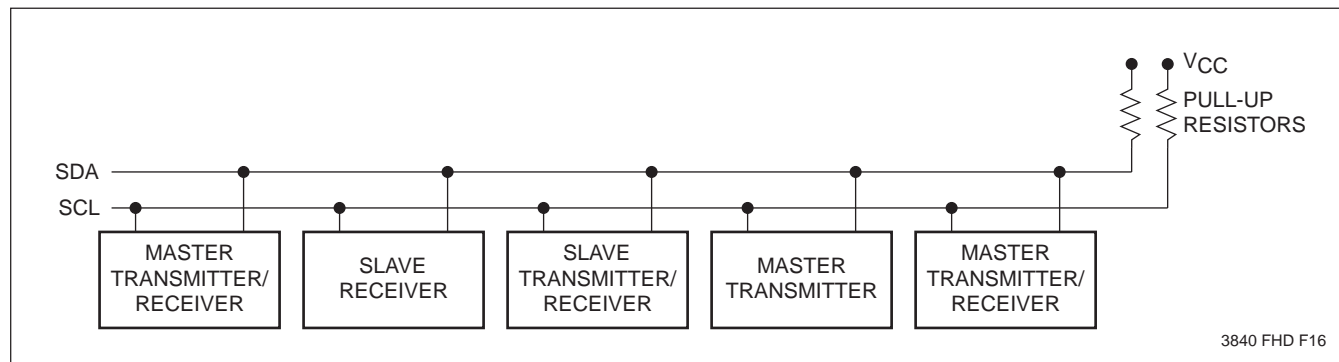 VCC
PULL-UP
RESISTORS
SDA
SCL
MASTER
TRANSMITTER/
RECEIVER
SLAVE
RECEIVER
SLAVE
TRANSMITTER/
RECEIVER
MASTER
TRANSMITTER
MASTER
TRANSMITTER/
RECEIVER
3840 FHD F16